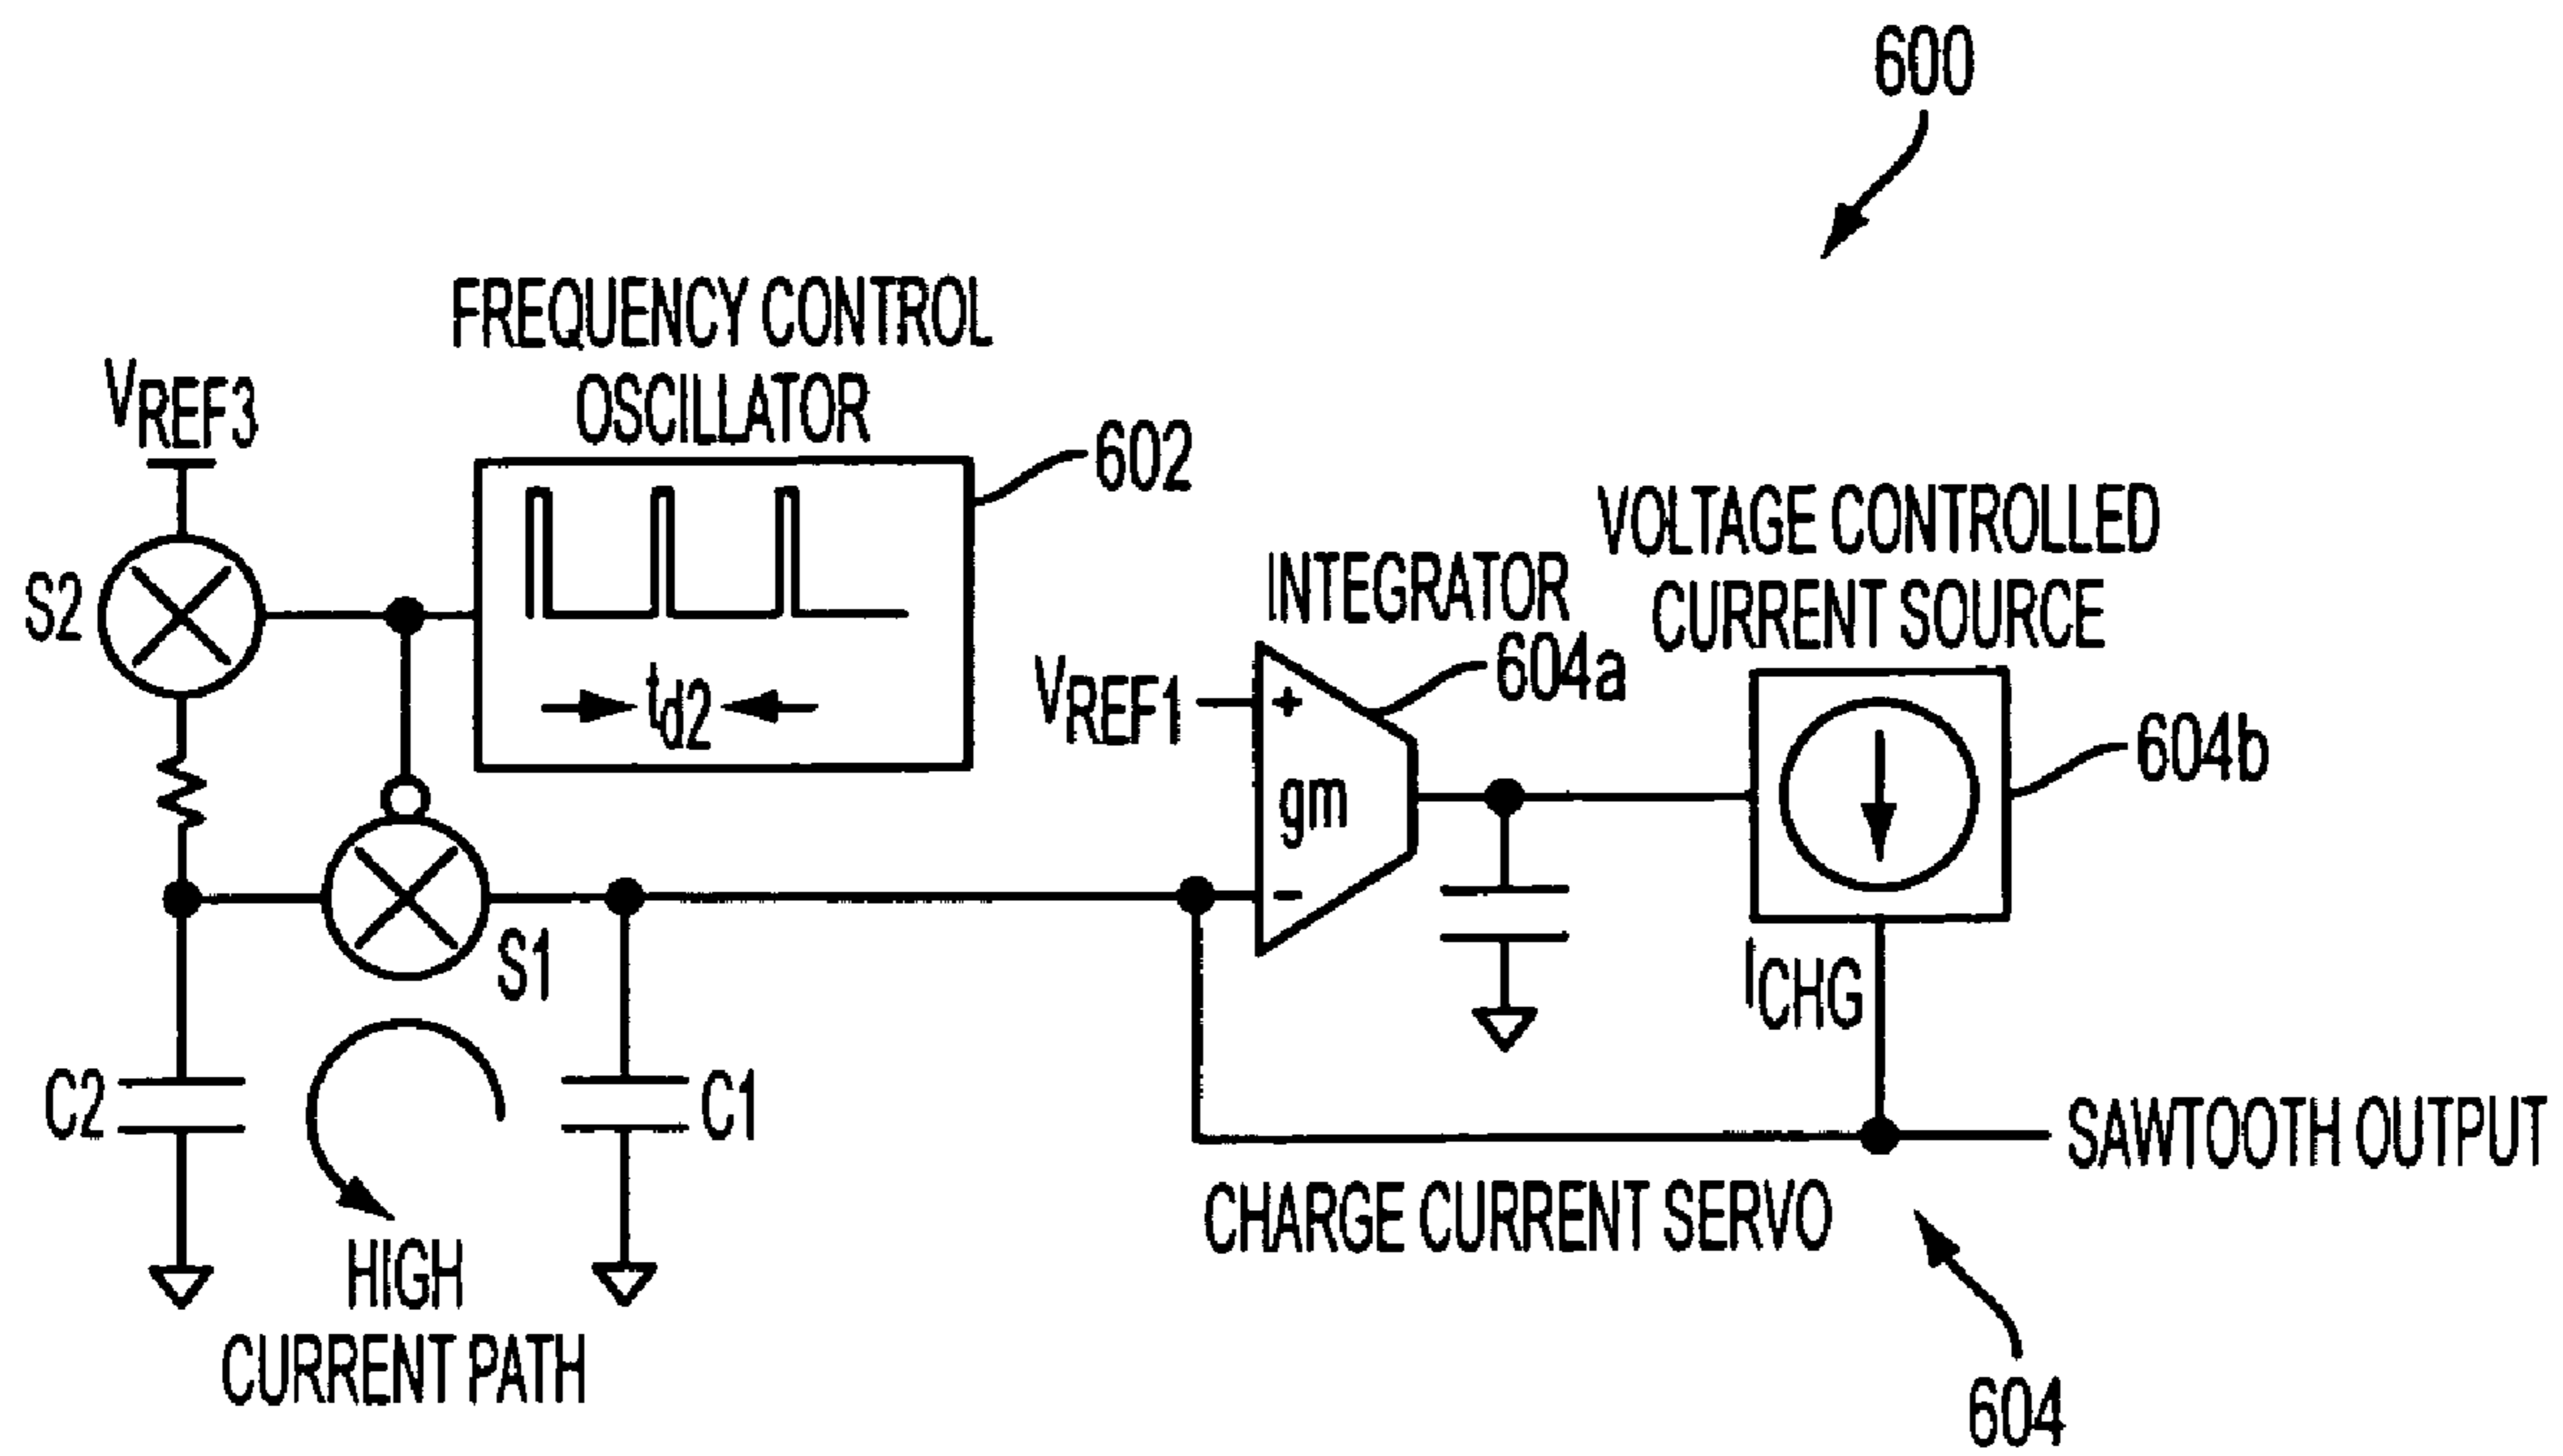 600
FREQUENCY CONTROL
OSCILLATOR
VREF3
602
S2
td2
VOLTAGE CONTROLLED
CURRENT SOURCE
INTEGRATOR
604a
VREF1
+
gm
-
604b
S1
ICHG
C2
C1
SAWTOOTH OUTPUT
CHARGE CURRENT SERVO
HIGH
CURRENT PATH
604